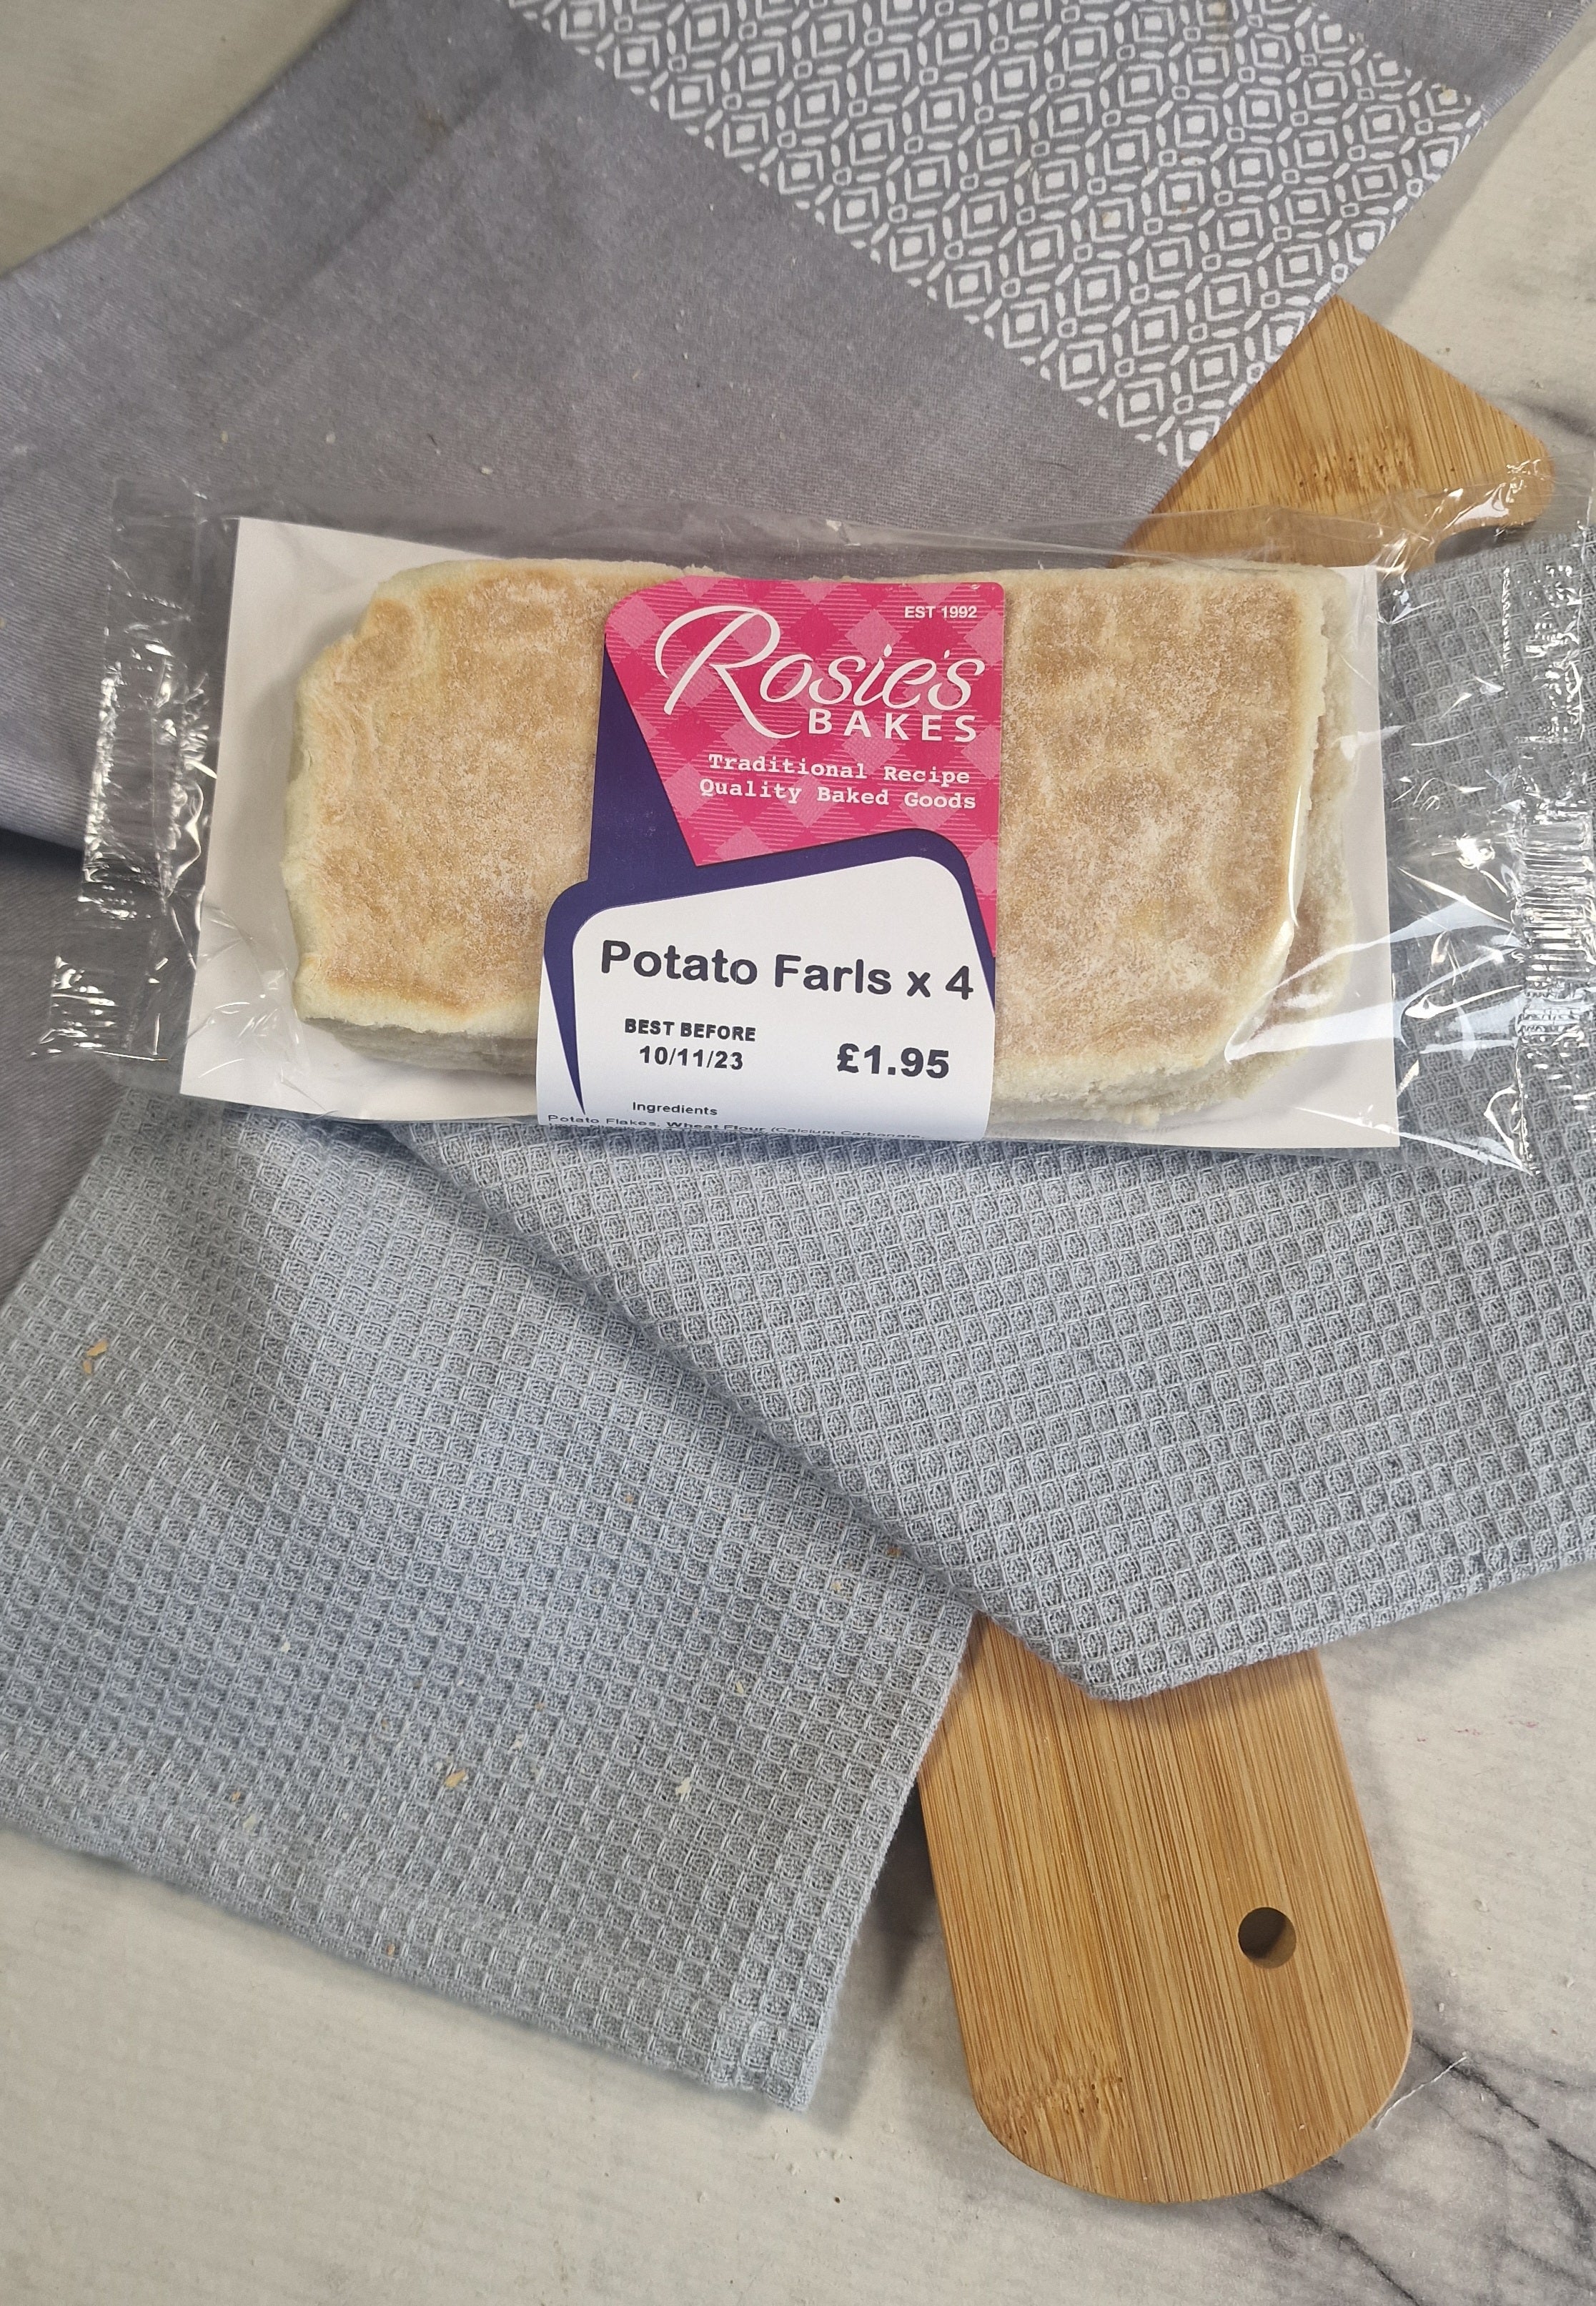 EST 1992
Rosie's
BAKES
Traditional Recipe
Quality Baked Goods
Potato Farls x 4
BEST BEFORE
10/11/23
£1.95
Ingredients
Potato Flakes, Wheat Flour (Calcium Carbonate,